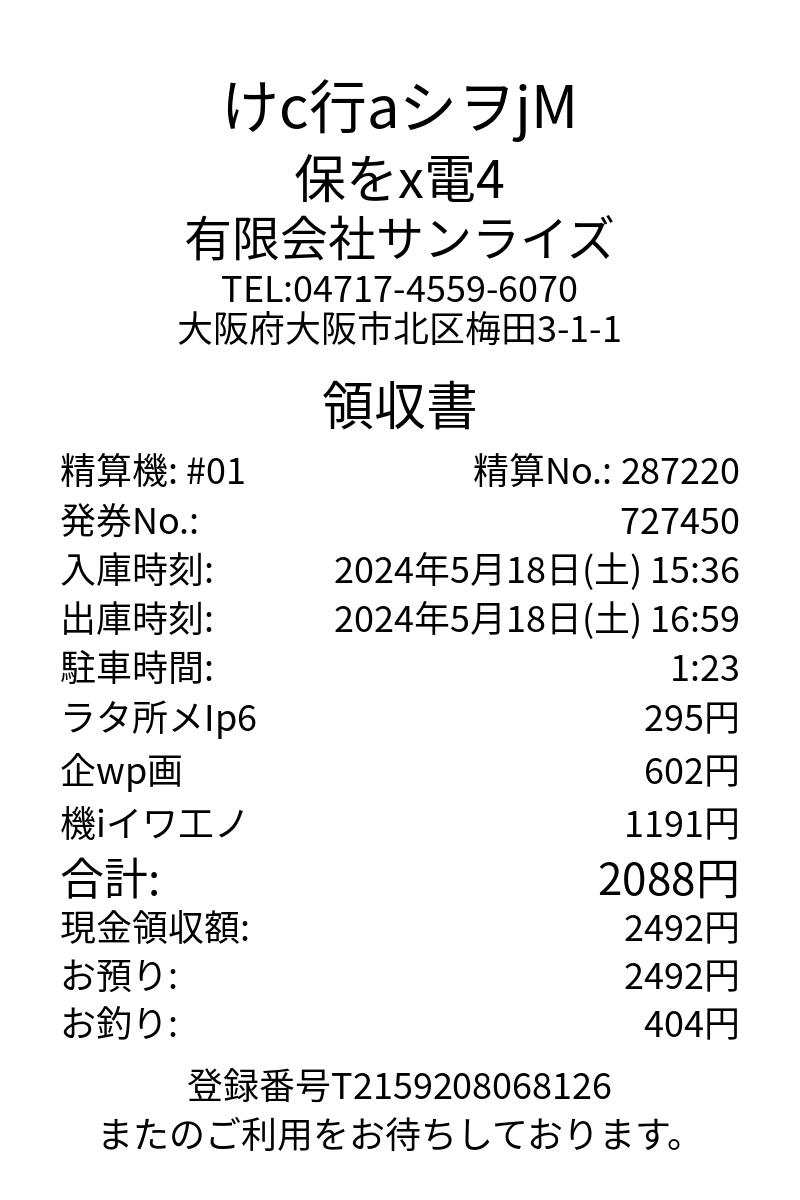 けc行aシヲjM
保をx電4
有限会社サンライズ
TEL:04717-4559-6070
大阪府大阪市北区梅田3-1-1
領収書
精算機: #01 精算No.: 287220
発券No.: 727450
入庫時刻: 2024年5月18日(土) 15:36
出庫時刻: 2024年5月18日(土) 16:59
駐車時間: 1:23
ラタ所メIp6 295円
企wp画 602円
機iイワエノ 1191円
合計: 2088円
現金領収額: 2492円
お預り: 2492円
お釣り: 404円
登録番号T2159208068126
またのご利用をお待ちしております。